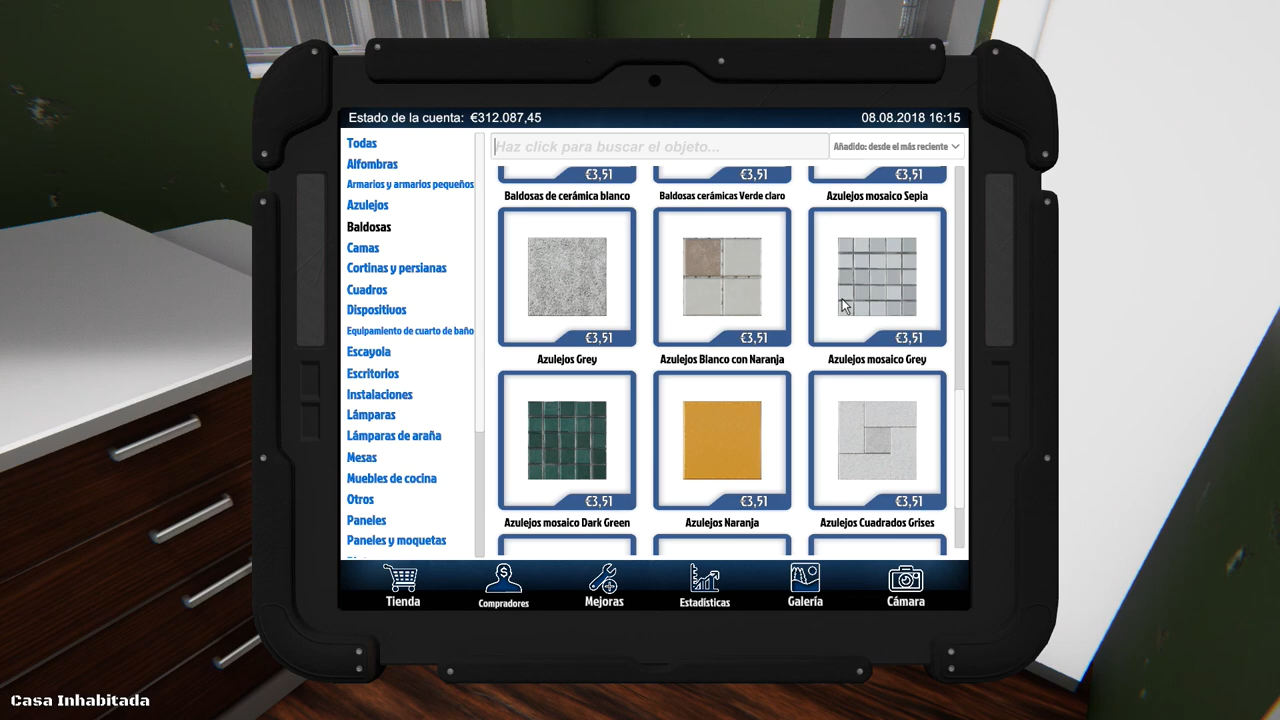 Estado de la cuenta: €312.087,45
08.08.2018 16:15
Todas
Alfombras
Armarios y armarios pequeños
Azulejos
Baldosas
Camas
Cortinas y persianas
Cuadros
Dispositivos
Equipamiento de cuarto de baño
Escayola
Escritorios
Instalaciones
Lámparas
Lámparas de araña
Mesas
Muebles de cocina
Otros
Paneles
Paneles y moquetas
Haz click para buscar el objeto...
Añadido: desde el más reciente
€3,51
€3,51
€3,51
Baldosas de cerámica blanco
Baldosas cerámicas Verde claro
Azulejos mosaico Sepia
€3,51
€3,51
€3,51
Azulejos Grey
Azulejos Blanco con Naranja
Azulejos mosaico Grey
€3,51
€3,51
€3,51
Azulejos mosaico Dark Green
Azulejos Naranja
Azulejos Cuadrados Grises
Tienda
Compradores
Mejoras
Estadísticas
Galería
Cámara
Casa Inhabitada